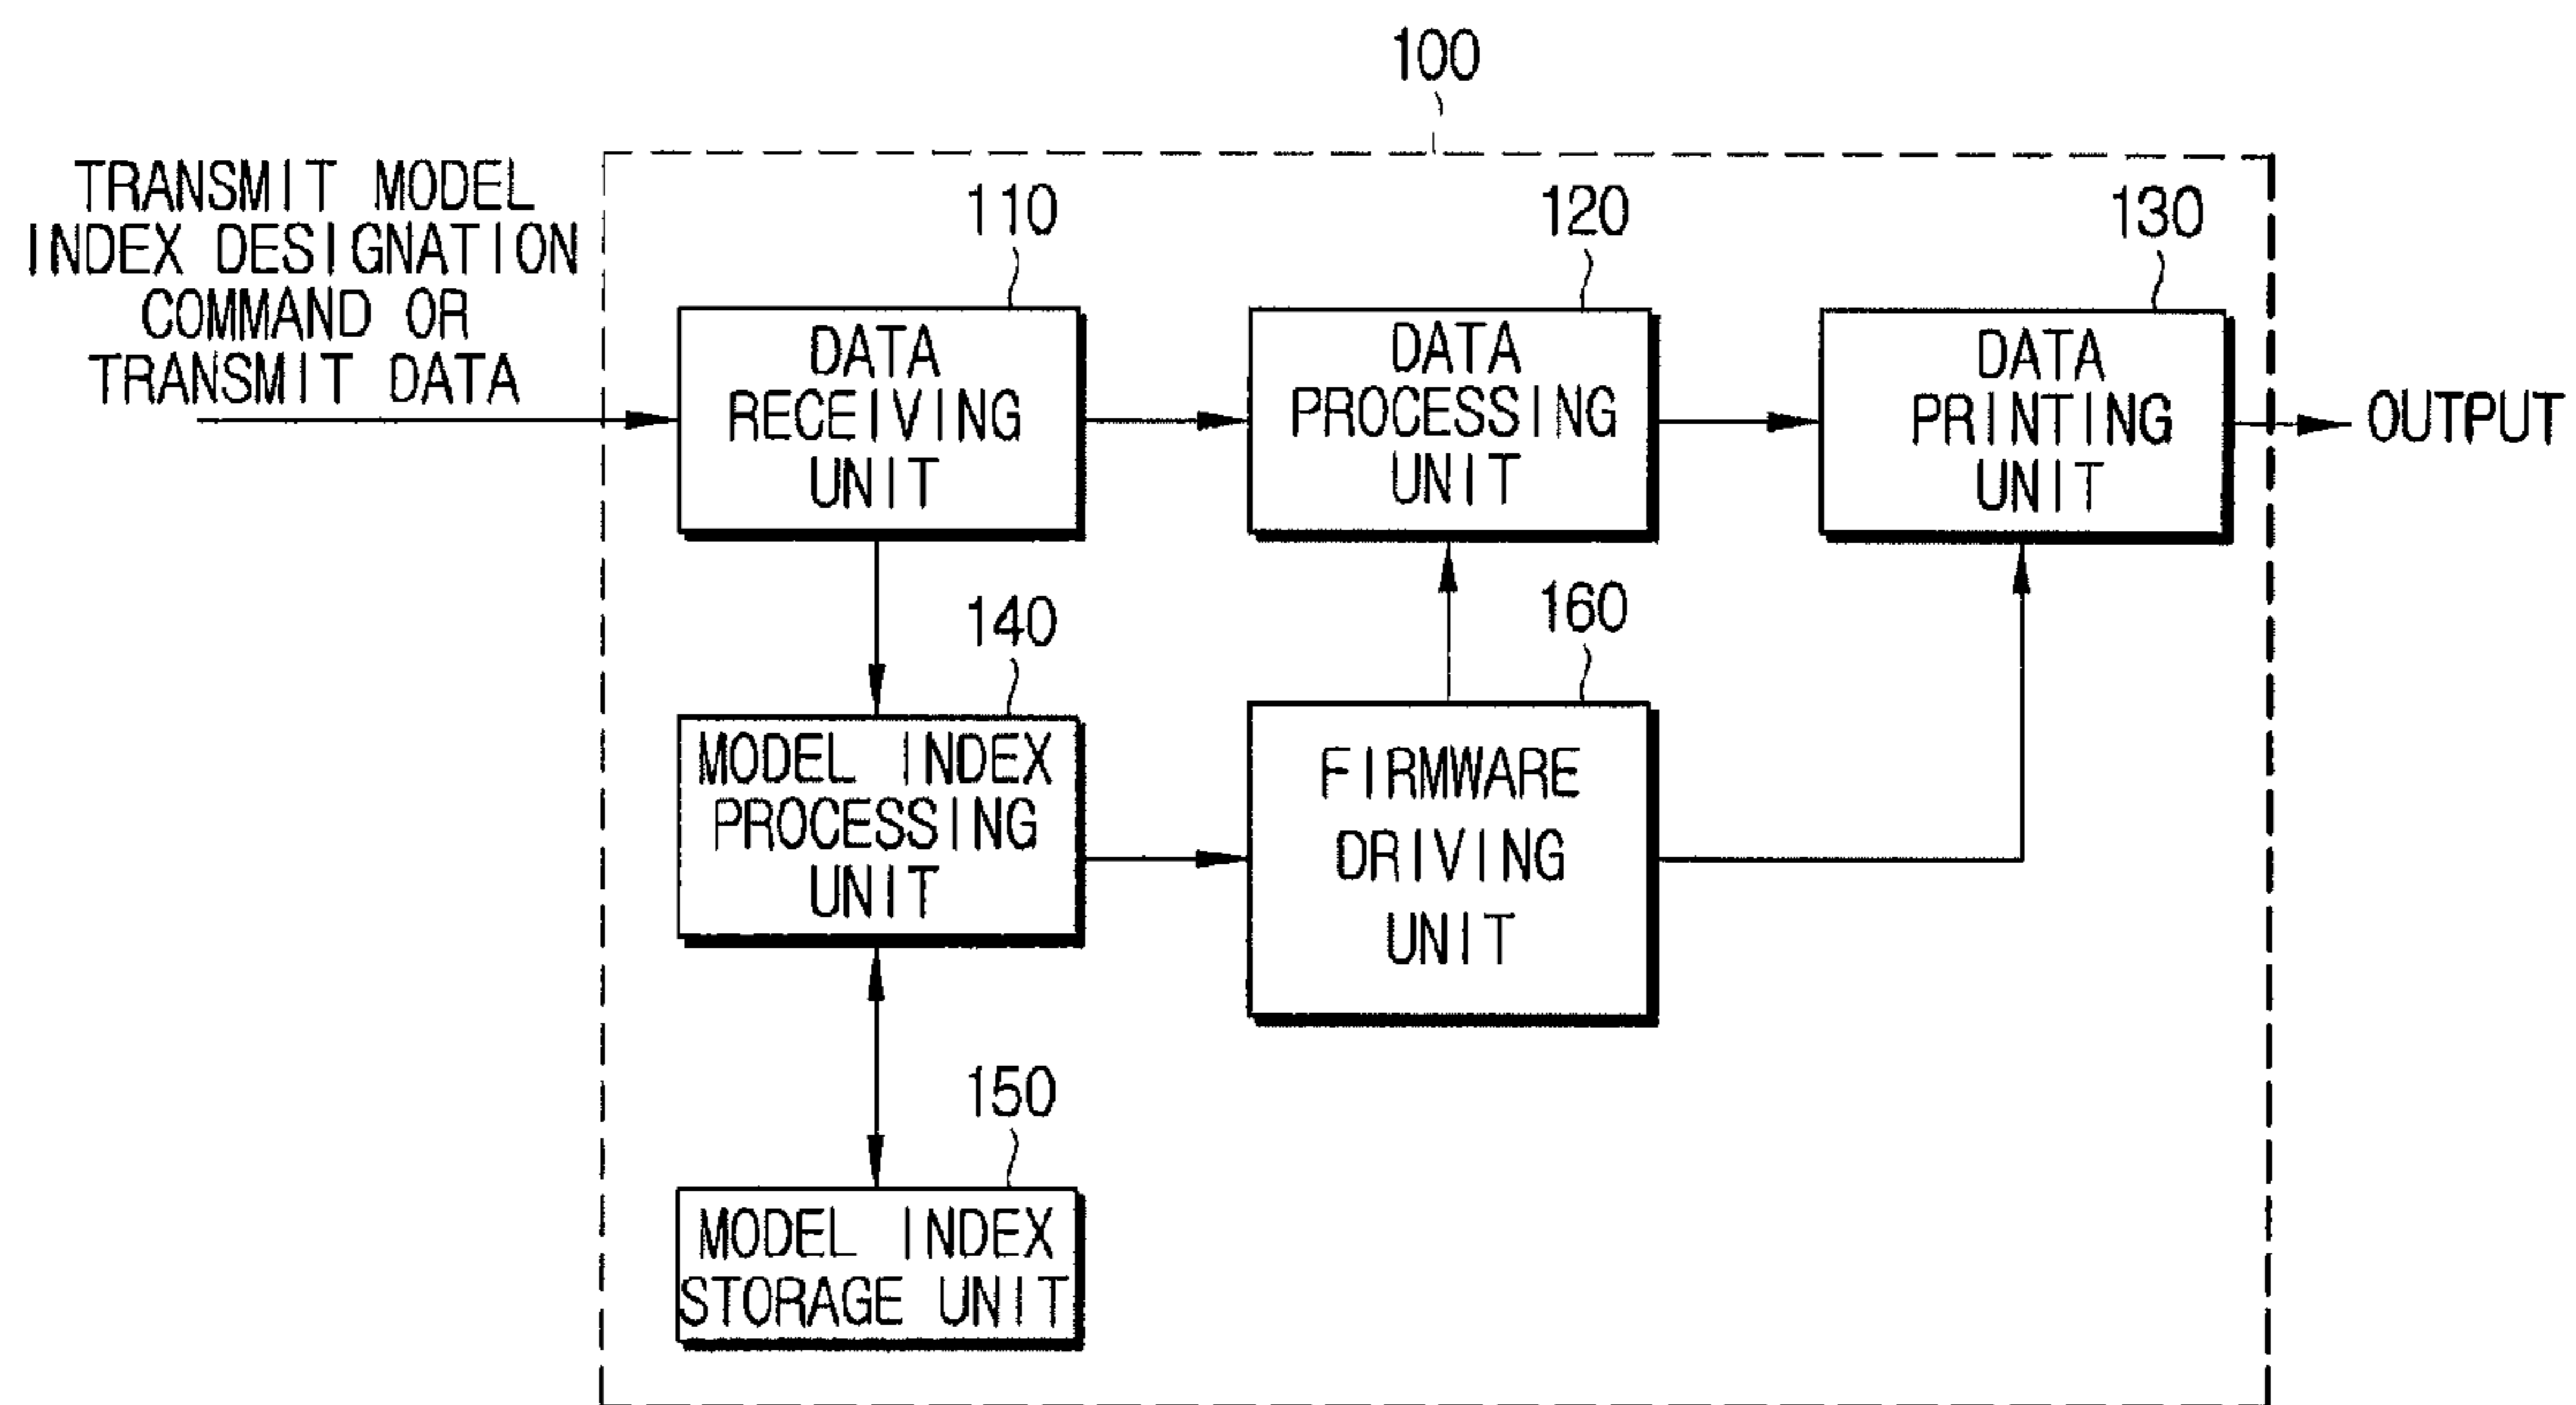 100
TRANSMIT MODEL
INDEX DESIGNATION
COMMAND OR
TRANSMIT DATA
110
120
130
DATA
RECEIVING
UNIT
DATA
PROCESSING
UNIT
DATA
PRINTING
UNIT
OUTPUT
140
160
MODEL INDEX
PROCESSING
UNIT
FIRMWARE
DRIVING
UNIT
150
MODEL INDEX
STORAGE UNIT